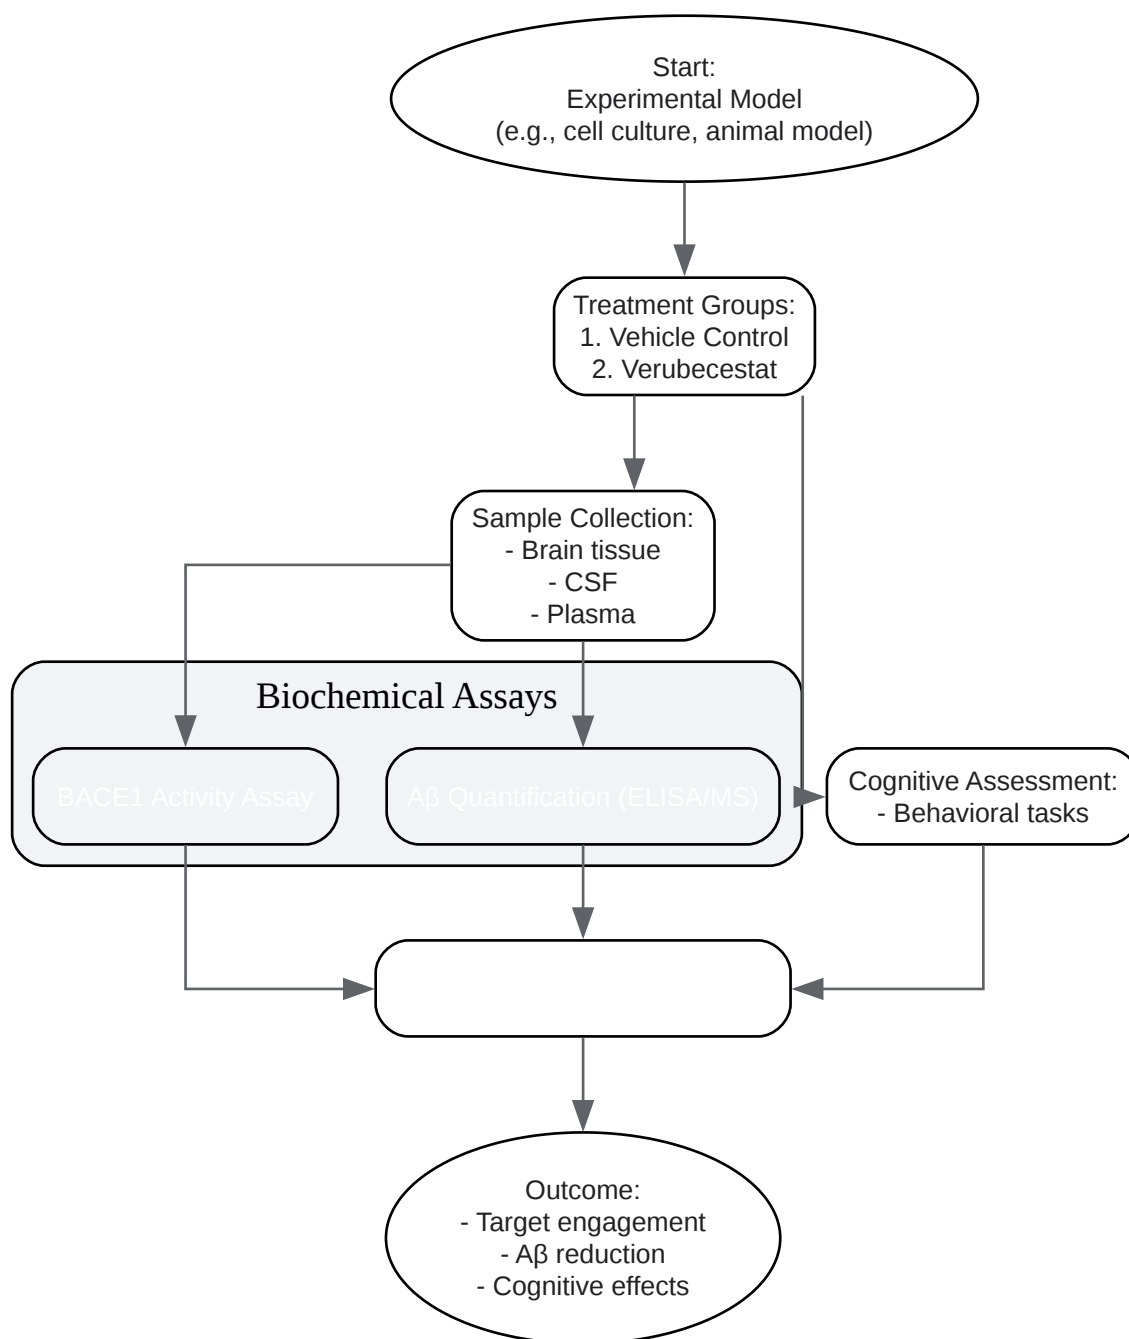 Start:
Experimental Model
(e.g., cell culture, animal model)
Treatment Groups:
1. Vehicle Control
2. Verubecestat
Sample Collection:
- Brain tissue
- CSF
- Plasma
Biochemical Assays
BACE1 Activity Assay
Aβ Quantification (ELISA/MS)
Cognitive Assessment:
- Behavioral tasks
Outcome:
- Target engagement
- Aβ reduction
- Cognitive effects